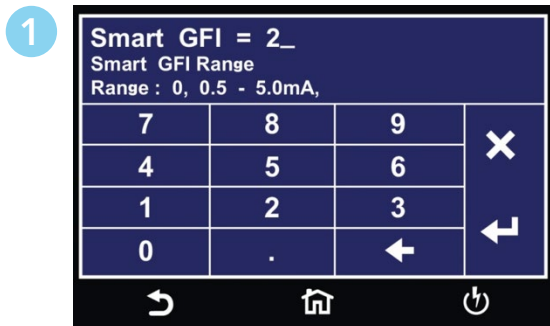 1
Smart GFI = 2_
Smart GFI Range
Range : 0, 0.5 - 5.0mA,
7 8 9
4 5 6
1 2 3
0 .